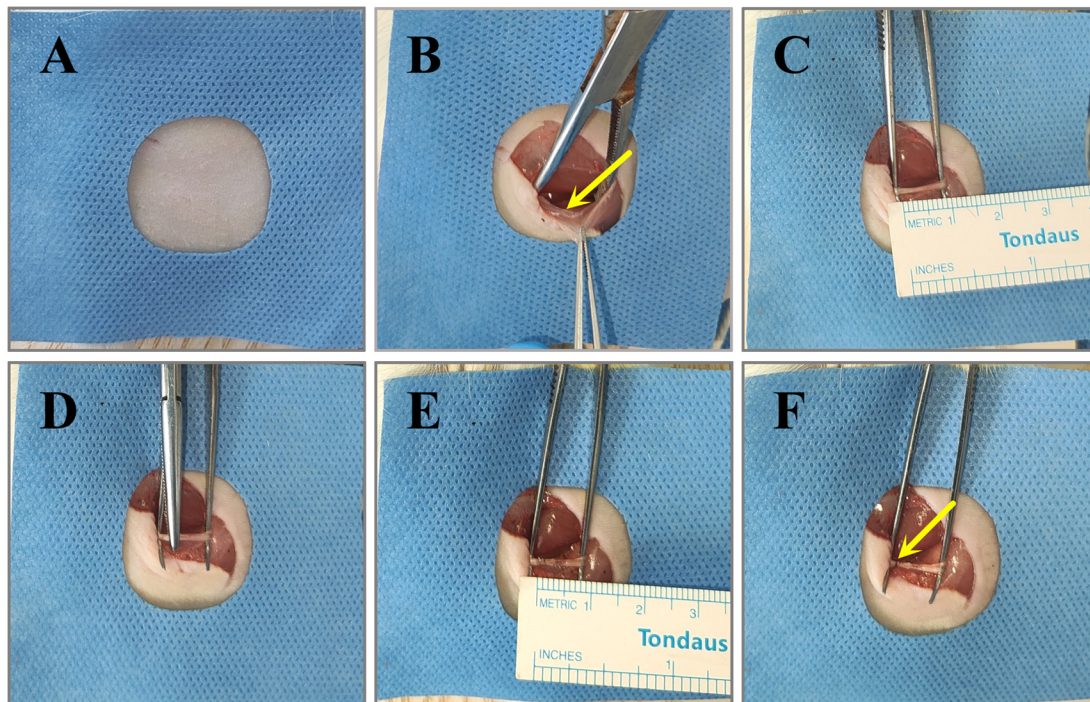 A
B
C
METRIC 1 2 3
Tondaus
INCHES 1
D
E
METRIC 1 2 3
Tondaus
INCHES 1
F